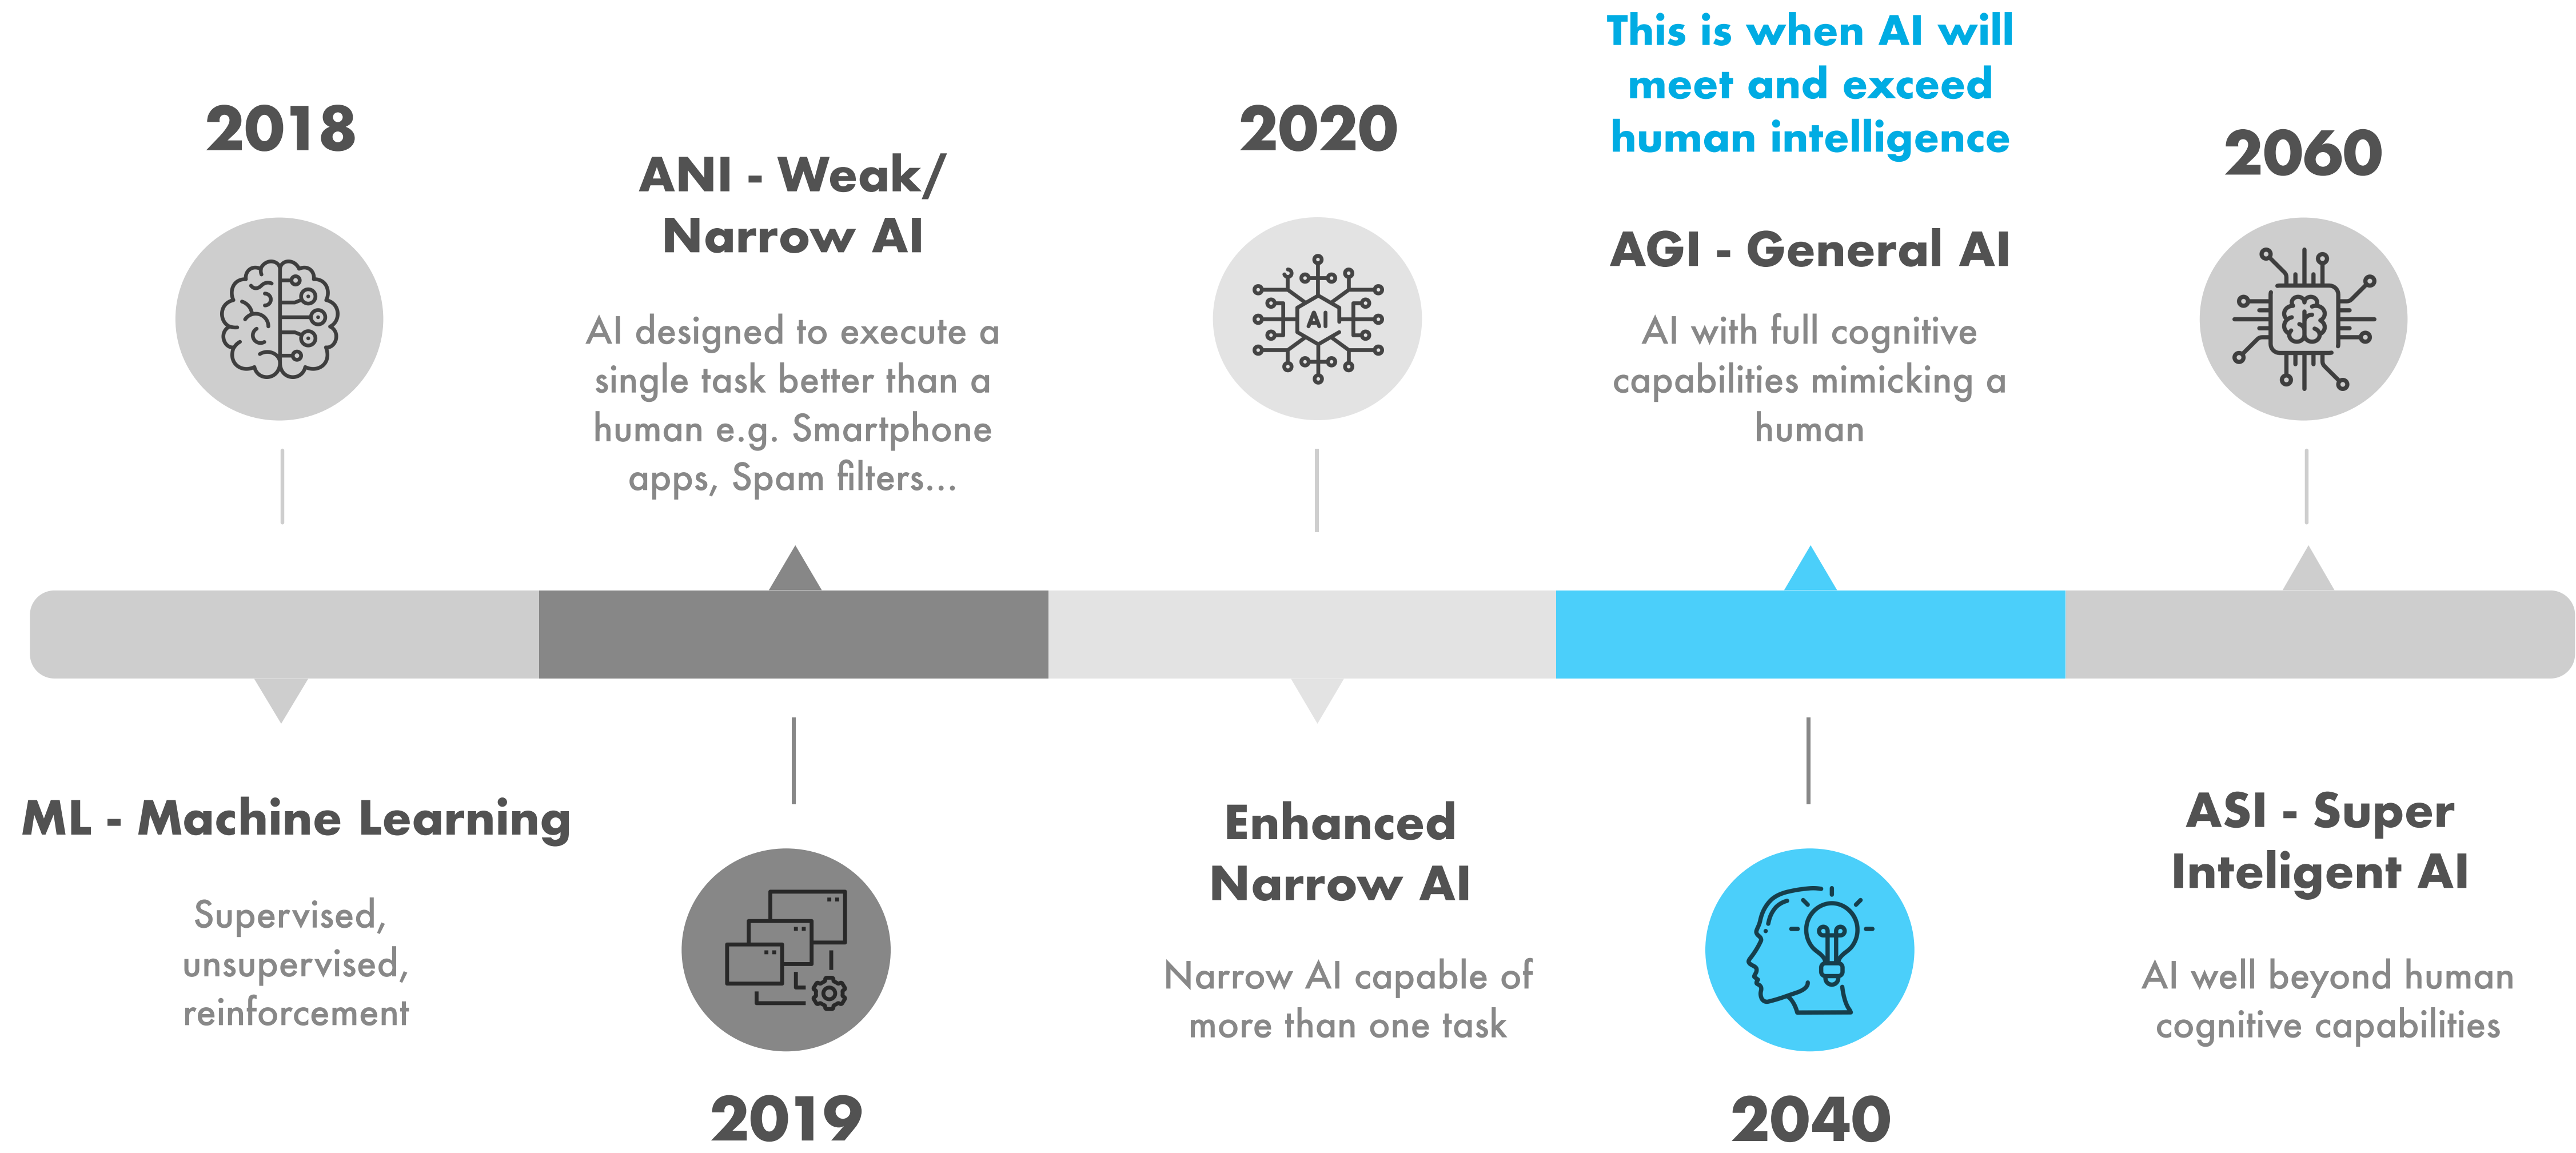 2018
ML - Machine Learning
Supervised,
unsupervised,
reinforcement
ANI - Weak/
Narrow AI
AI designed to execute a
single task better than a
human e.g. Smartphone
apps, Spam filters...
2019
2020
AI
Enhanced
Narrow AI
Narrow AI capable of
more than one task
This is when AI will
meet and exceed
human intelligence
AGI - General AI
AI with full cognitive
capabilities mimicking a
human
2040
2060
ASI - Super
Inteligent AI
AI well beyond human
cognitive capabilities